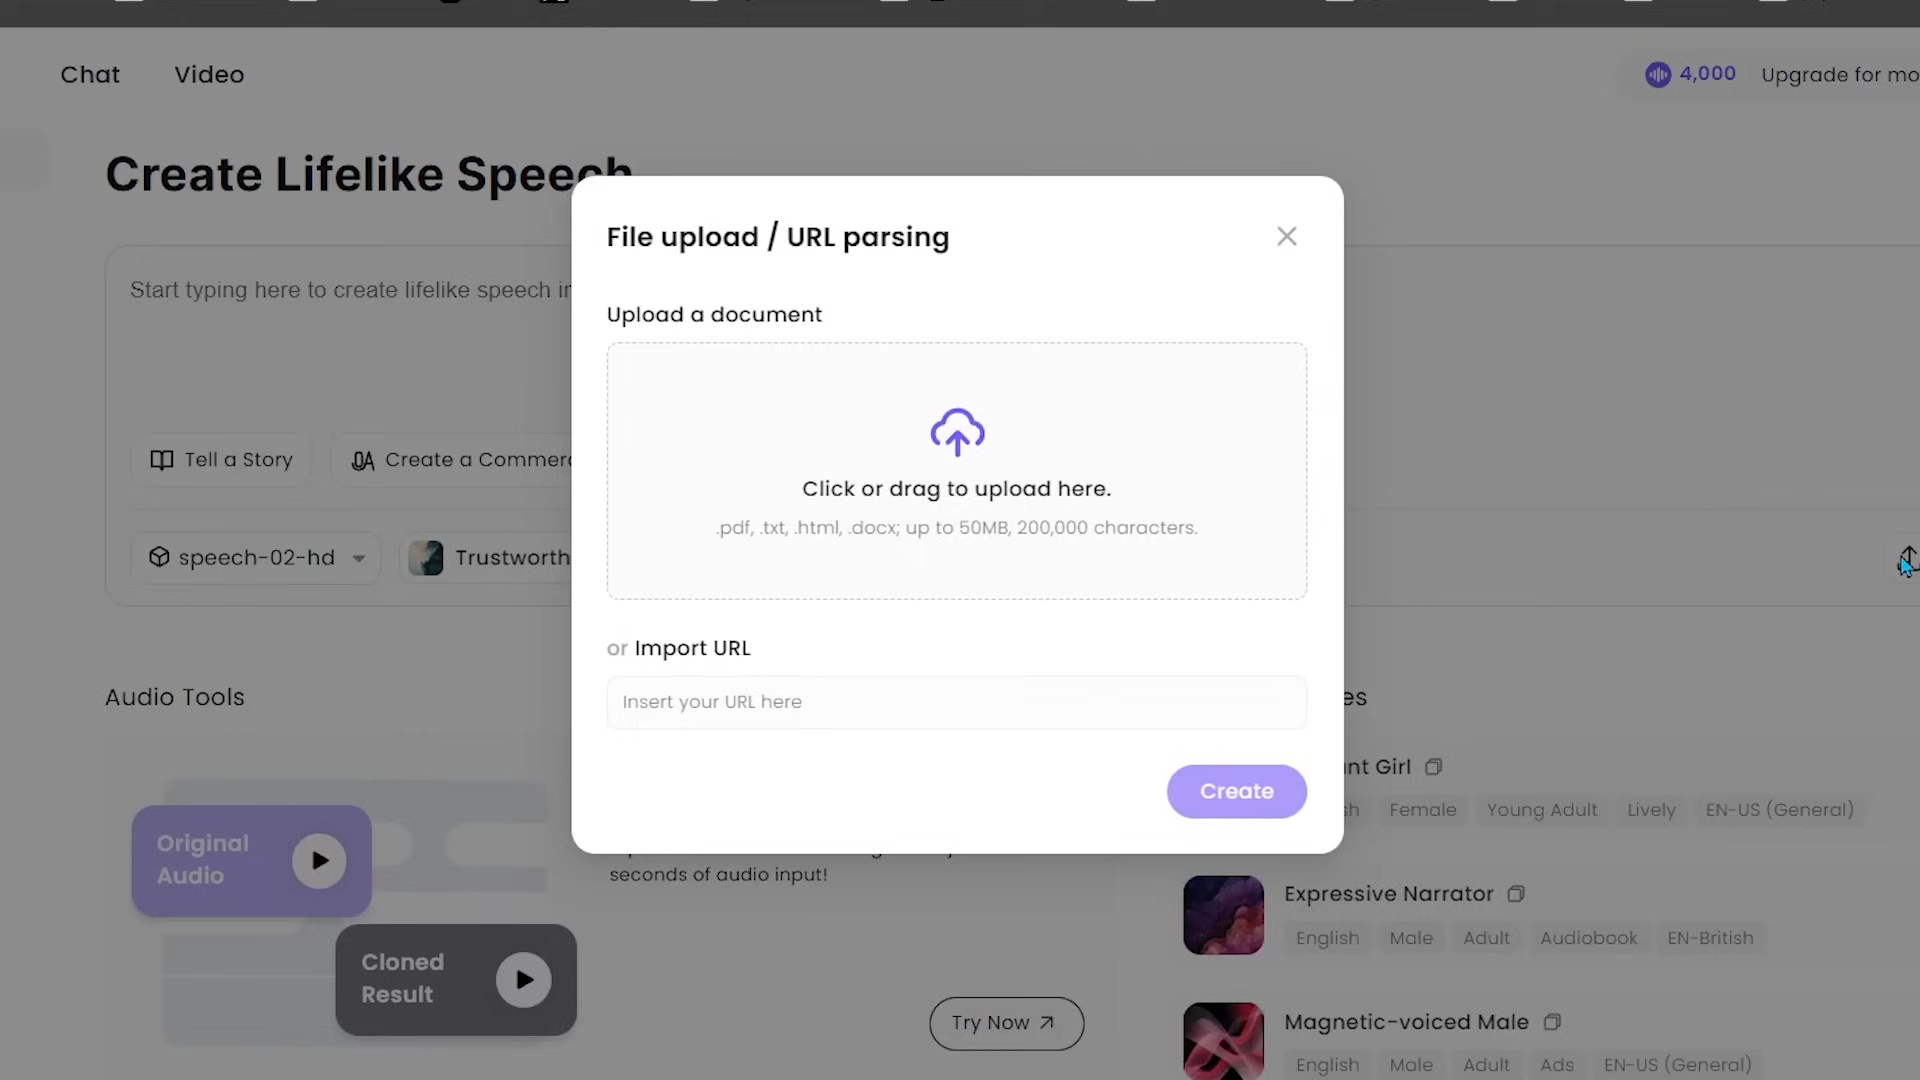 Chat
Video
4,000
Upgrade for mo
Create Lifelike Speech
Start typing here to create lifelike speech in
Tell a Story
Create a Commerc
speech-02-hd
Trustworth
File upload / URL parsing
Upload a document
Click or drag to upload here.
.pdf, .txt, .html, .docx; up to 50MB, 200,000 characters.
or Import URL
Insert your URL here
Create
Audio Tools
Original
Audio
Cloned
Result
seconds of audio input!
Try Now
es
nt Girl
sh
Female
Young Adult
Lively
EN-US (General)
Expressive Narrator
English
Male
Adult
Audiobook
EN-British
Magnetic-voiced Male
English
Male
Adult
Ads
EN-US (General)